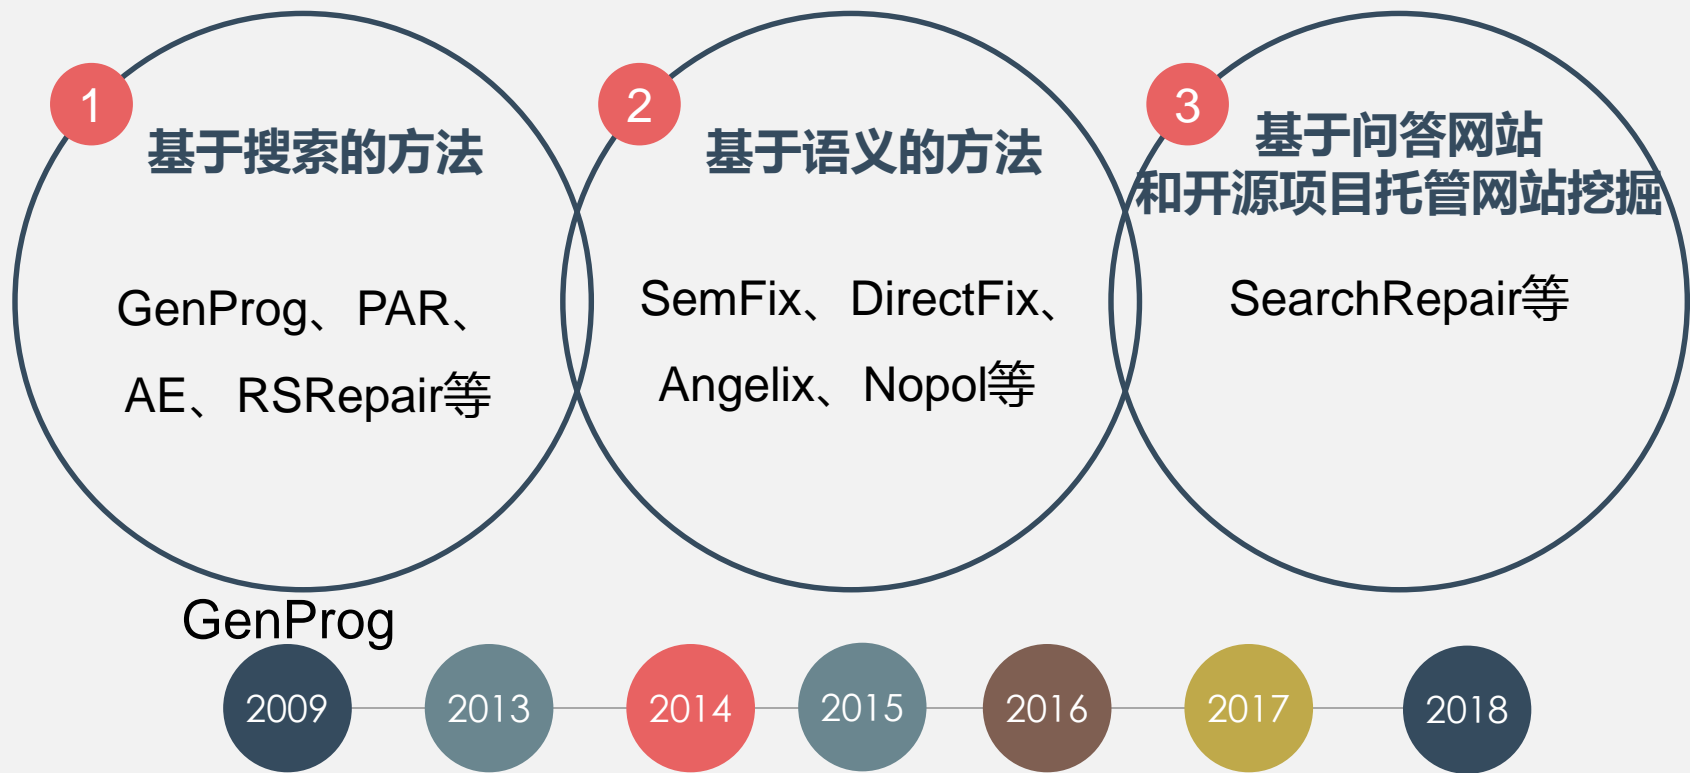 1
基于搜索的方法
GenProg、PAR、
AE、RSRepair等
2
基于语义的方法
SemFix、DirectFix、
Angelix、Nopol等
3
基于问答网站
和开源项目托管网站挖掘
SearchRepair等
GenProg
2009
2013
2014
2015
2016
2017
2018